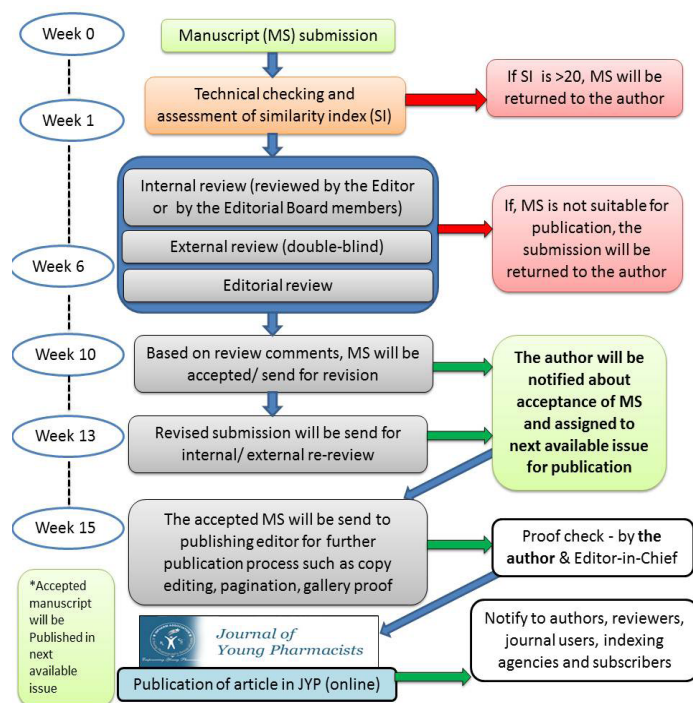 Week 0
Manuscript (MS) submission
Technical checking and
assessment of similarity index (SI)
If SI is >20, MS will be
returned to the author
Week 1
Internal review (reviewed by the Editor
or by the Editorial Board members)
External review (double-blind)
Editorial review
If, MS is not suitable for
publication, the
submission will be
returned to the author
Week 6
Week 10
Based on review comments, MS will be
accepted/ send for revision
The author will be
notified about
acceptance of MS
and assigned to
next available issue
for publication
Week 13
Revised submission will be send for
internal/ external re-review
Week 15
The accepted MS will be send to
publishing editor for further
publication process such as copy
editing, pagination, gallery proof
Proof check - by the
author & Editor-in-Chief
*Accepted
manuscript
will be
Published in
next
available
issue
Journal of
Young Pharmacists
Publication of article in JYP (online)
Notify to authors, reviewers,
journal users, indexing
agencies and subscribers